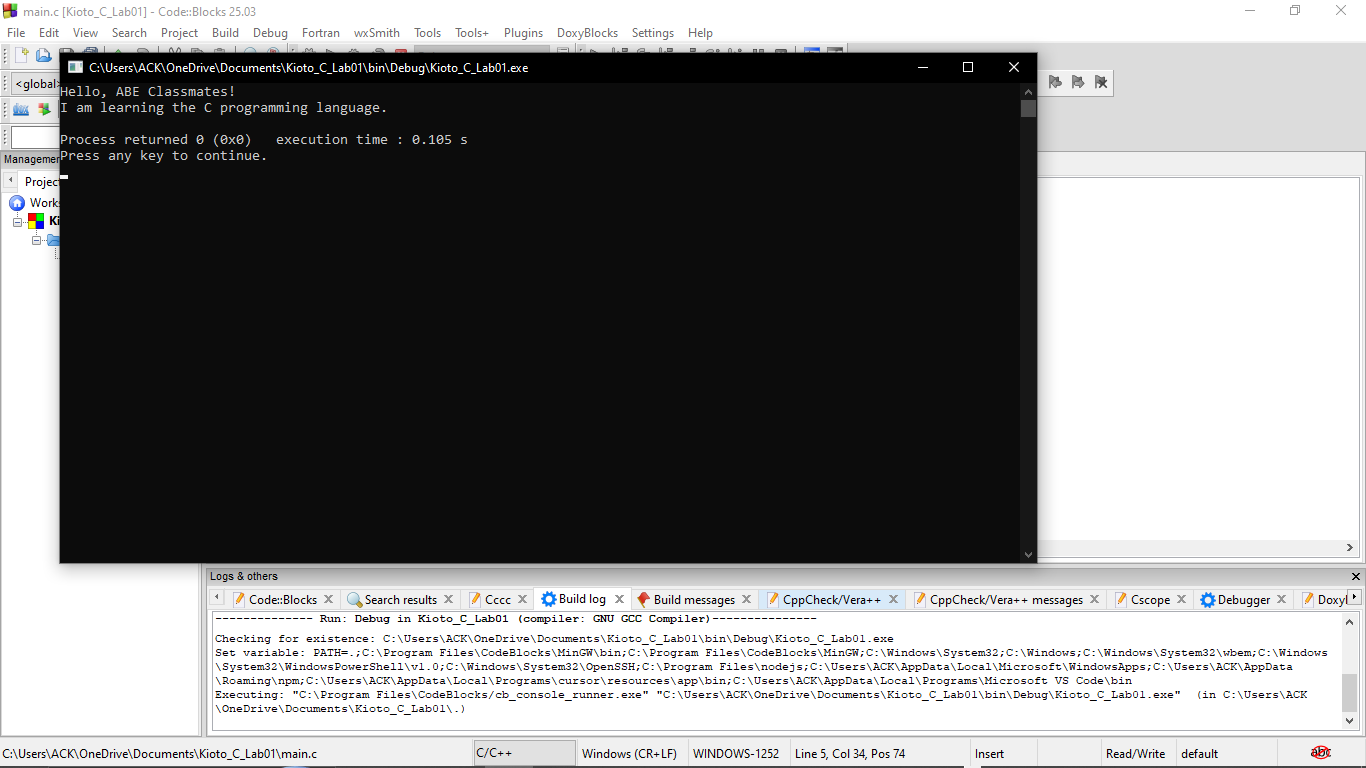 main.c [Kioto_C_Lab01] - Code::Blocks 25.03
File Edit View Search Project Build Debug Fortran wxSmith Tools Tools+ Plugins DoxyBlocks Settings Help
C:\Users\ACK\OneDrive\Documents\Kioto_C_Lab01\bin\Debug\Kioto_C_Lab01.exe
<global>
Hello, ABE Classmates!
I am learning the C programming language.
Process returned 0 (0x0)   execution time : 0.105 s
Press any key to continue.
Logs & others
Code::Blocks Search results Cccc Build log Build messages CppCheck/Vera++ CppCheck/Vera++ messages Cscope Debugger
-------------- Run: Debug in Kioto_C_Lab01 (compiler: GNU GCC Compiler)---------------
Checking for existence: C:\Users\ACK\OneDrive\Documents\Kioto_C_Lab01\bin\Debug\Kioto_C_Lab01.exe
Set variable: PATH=.;C:\Program Files\CodeBlocks\MinGW\bin;C:\Program Files\CodeBlocks\MinGW;C:\Windows\System32;C:\Windows;C:\Windows\System32\wbem;C:\Windows
\System32\WindowsPowerShell\v1.0;C:\Windows\System32\OpenSSH;C:\Program Files\nodejs;C:\Users\ACK\AppData\Local\Microsoft\WindowsApps;C:\Users\ACK\AppData
\Roaming\npm;C:\Users\ACK\AppData\Local\Programs\cursor\resources\app\bin;C:\Users\ACK\AppData\Local\Programs\Microsoft VS Code\bin
Executing: "C:\Program Files\CodeBlocks/cb_console_runner.exe" "C:\Users\ACK\OneDrive\Documents\Kioto_C_Lab01\bin\Debug\Kioto_C_Lab01.exe"  (in C:\Users\ACK
\OneDrive\Documents\Kioto_C_Lab01\.)
C:\Users\ACK\OneDrive\Documents\Kioto_C_Lab01\main.c C/C++ Windows (CR+LF) WINDOWS-1252 Line 5, Col 34, Pos 74 Insert Read/Write default abc